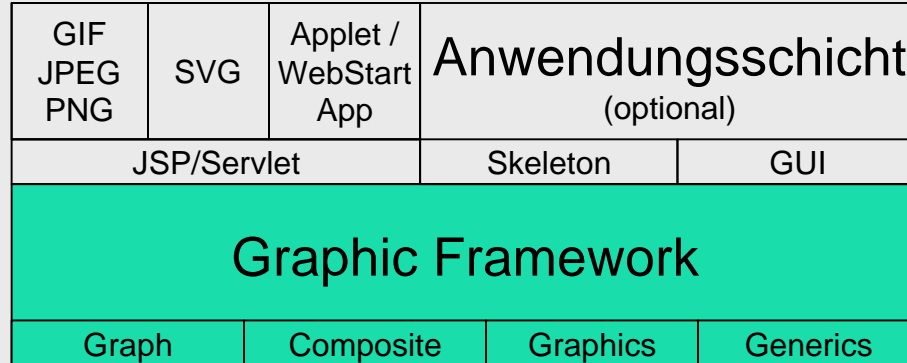 GIF
JPEG
PNG
SVG
Applet /
WebStart
App
Anwendungsschicht
(optional)
JSP/Servlet
Skeleton
GUI
Graphic Framework
Graph
Composite
Graphics
Generics